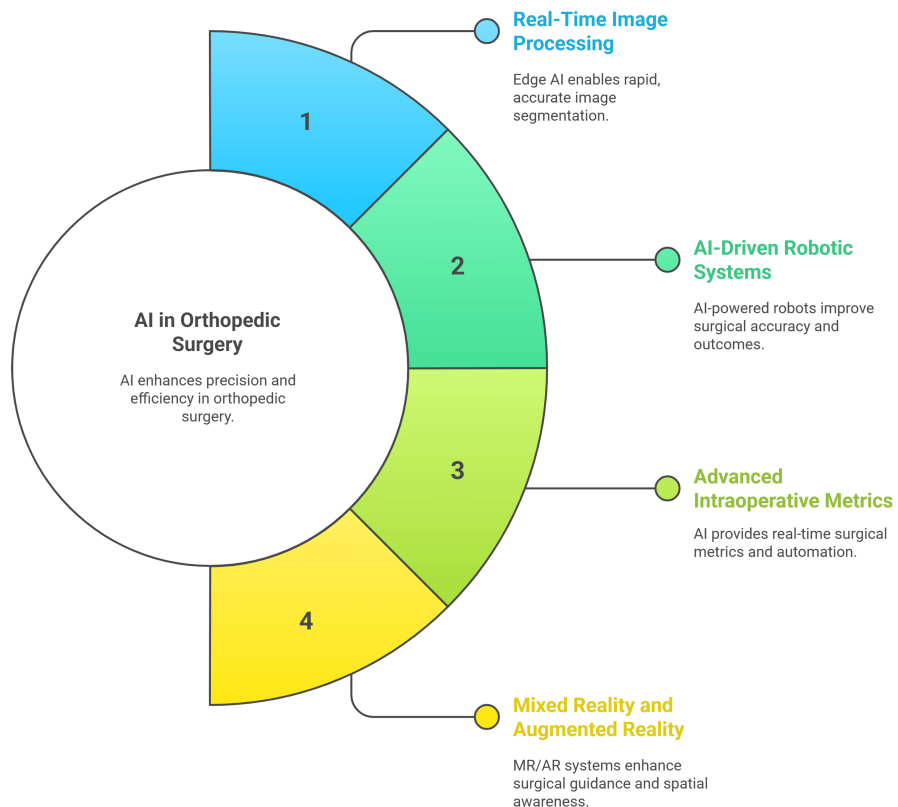 Real-Time Image
Processing
Edge AI enables rapid,
accurate image
segmentation.
1
2
AI-Driven Robotic
Systems
AI-powered robots improve
surgical accuracy and
outcomes.
AI in Orthopedic
Surgery
AI enhances precision and
efficiency in orthopedic
surgery.
3
Advanced
Intraoperative Metrics
AI provides real-time surgical
metrics and automation.
4
Mixed Reality and
Augmented Reality
MR/AR systems enhance
surgical guidance and spatial
awareness.